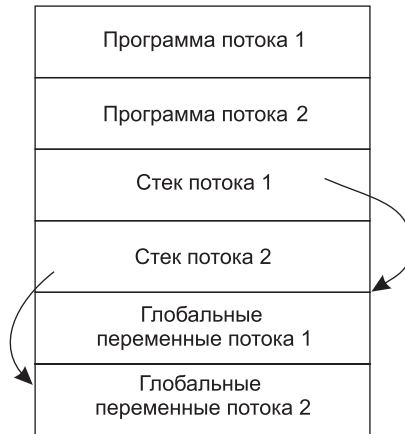 Программа потока 1
Программа потока 2
Стек потока 1
Стек потока 2
Глобальные
переменные потока 1
Глобальные
переменные потока 2